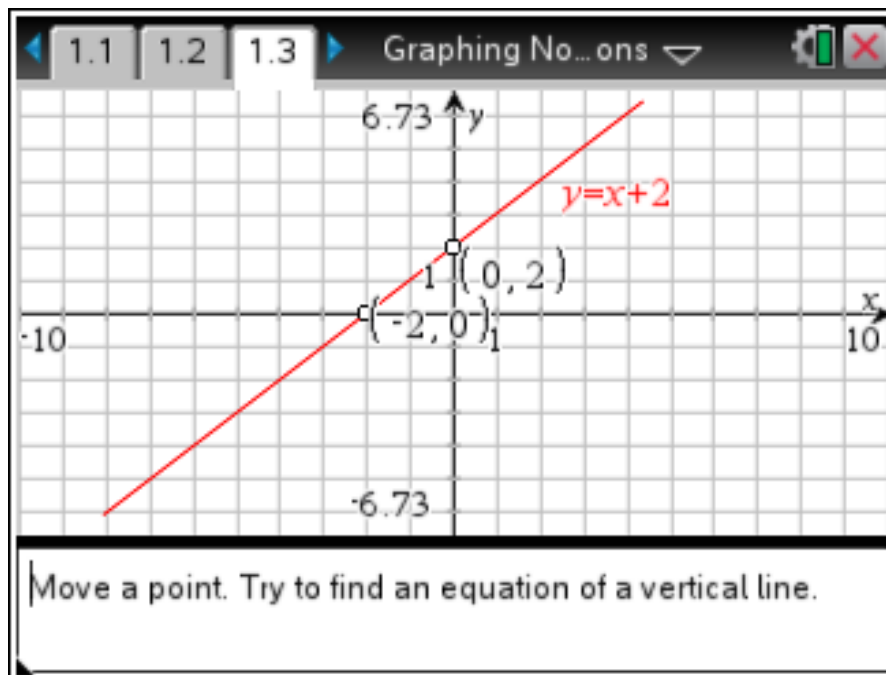 1.1 1.2 1.3 Graphing No...ons
6.73 y
y=x+2
1 (0,2)
(-2,0) 1
x
-10 10
-6.73
Move a point. Try to find an equation of a vertical line.